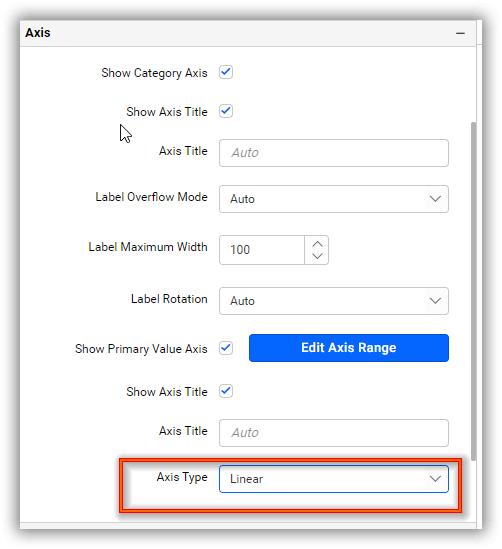 Axis
Show Category Axis
Show Axis Title
Axis Title Auto
Label Overflow Mode Auto
Label Maximum Width 100
Label Rotation Auto
Show Primary Value Axis Edit Axis Range
Show Axis Title
Axis Title Auto
Axis Type Linear